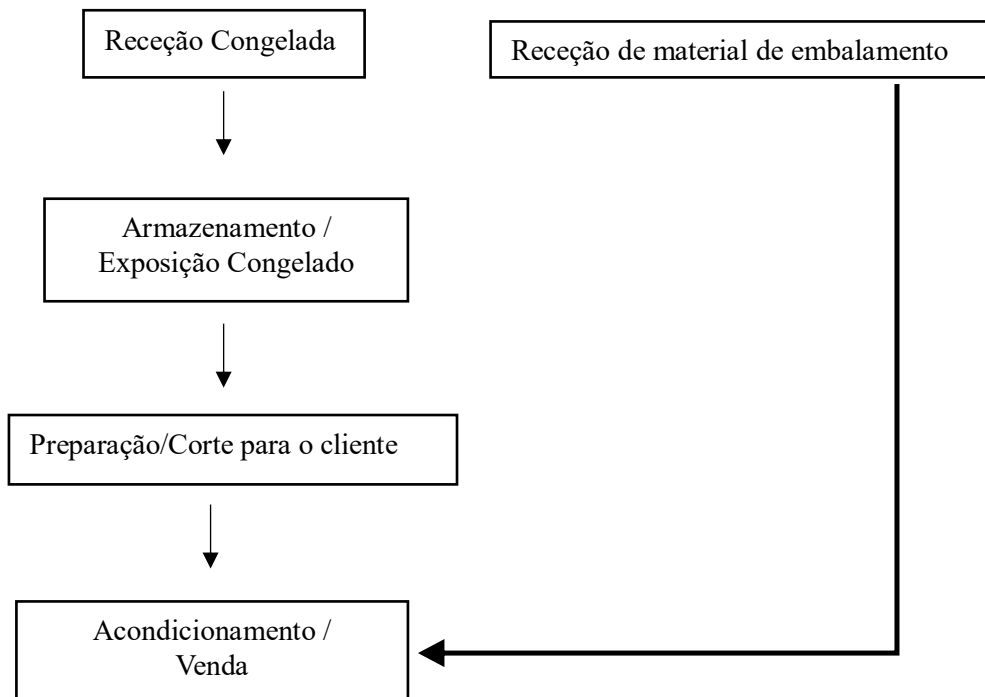 Receção Congelada
Receção de material de embalamento
Armazenamento /
Exposição Congelado
Preparação/Corte para o cliente
Acondicionamento /
Venda